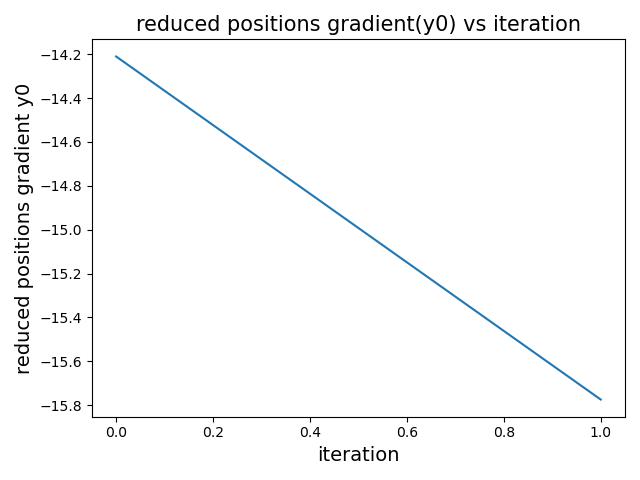 reduced positions gradient(y0) vs iteration
reduced positions gradient y0
−14.2
−14.4
−14.6
−14.8
−15.0
−15.2
−15.4
−15.6
−15.8
0.0 0.2 0.4 0.6 0.8 1.0
iteration